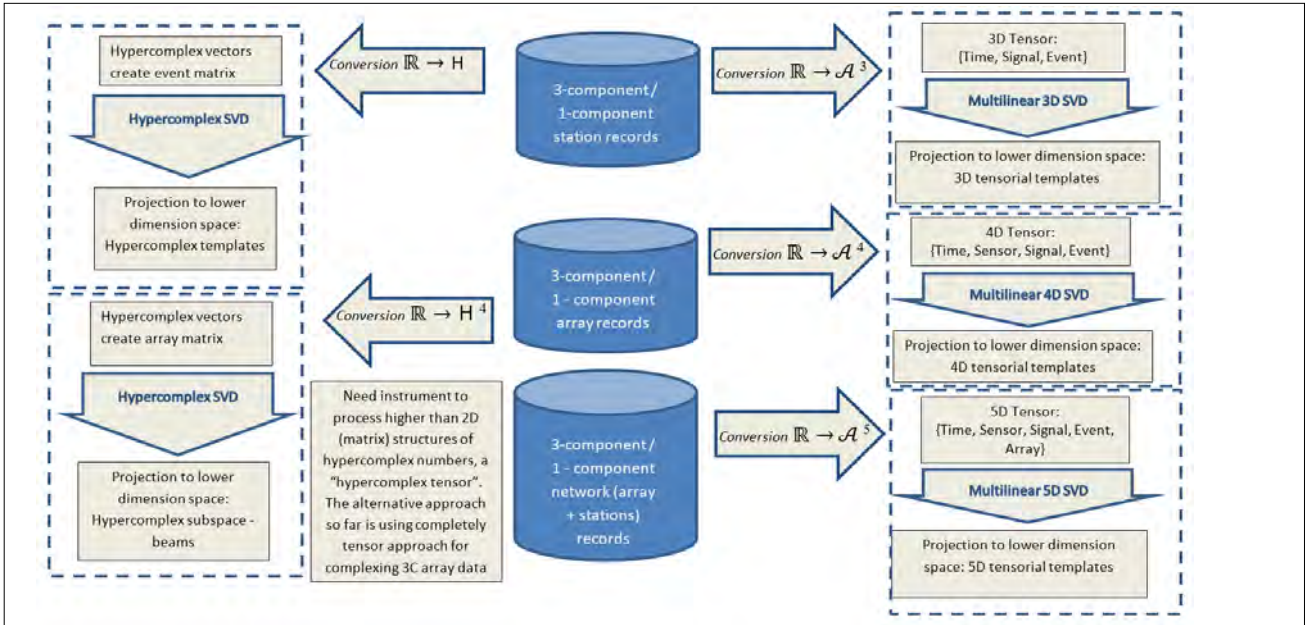 Hypercomplex vectors
create event matrix
Hypercomplex SVD
Projection to lower
dimension space:
Hypercomplex templates
Conversion ℝ → H
3-component /
1-component
station records
Conversion ℝ → 𝒜 ³
3D Tensor:
{Time, Signal, Event}
Multilinear 3D SVD
Projection to lower dimension space:
3D tensorial templates
Hypercomplex vectors
create array matrix
Hypercomplex SVD
Projection to lower
dimension space:
Hypercomplex subspace -
beams
Conversion ℝ → H ⁴
3-component /
1 - component
array records
Conversion ℝ → 𝒜 ⁴
4D Tensor:
{Time, Sensor, Signal, Event}
Multilinear 4D SVD
Projection to lower dimension space:
4D tensorial templates
Need instrument to
process higher than 2D
(matrix) structures of
hypercomplex numbers, a
"hypercomplex tensor".
The alternative approach
so far is using completely
tensor approach for
complexing 3C array data
3-component /
1 - component
network (array
+ stations)
records
Conversion ℝ → 𝒜 ⁵
5D Tensor:
{Time, Sensor, Signal, Event,
Array}
Multilinear 5D SVD
Projection to lower dimension
space: 5D tensorial templates